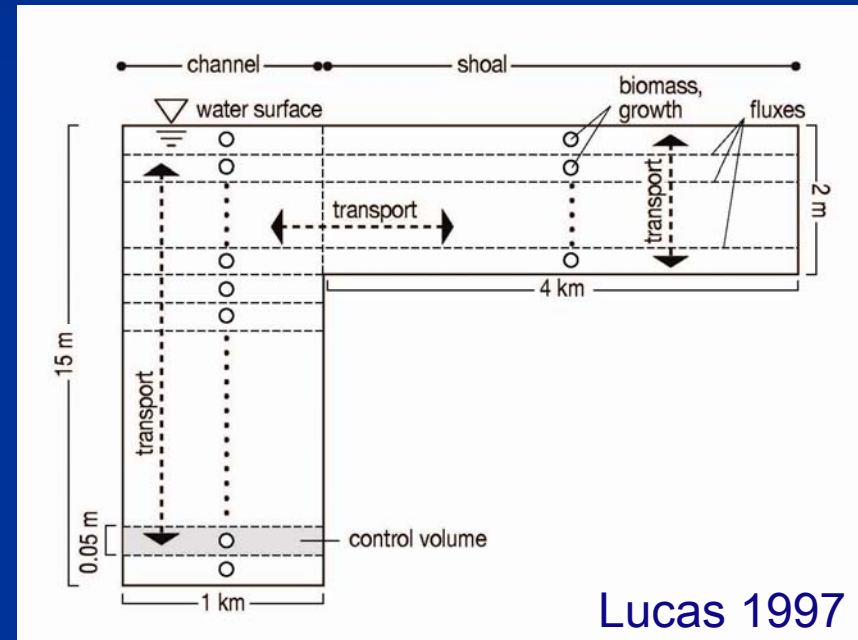 channel
shoal
water surface
biomass,
growth
fluxes
transport
transport
2 m
4 km
15 m
transport
0.05 m
control volume
1 km
Lucas 1997